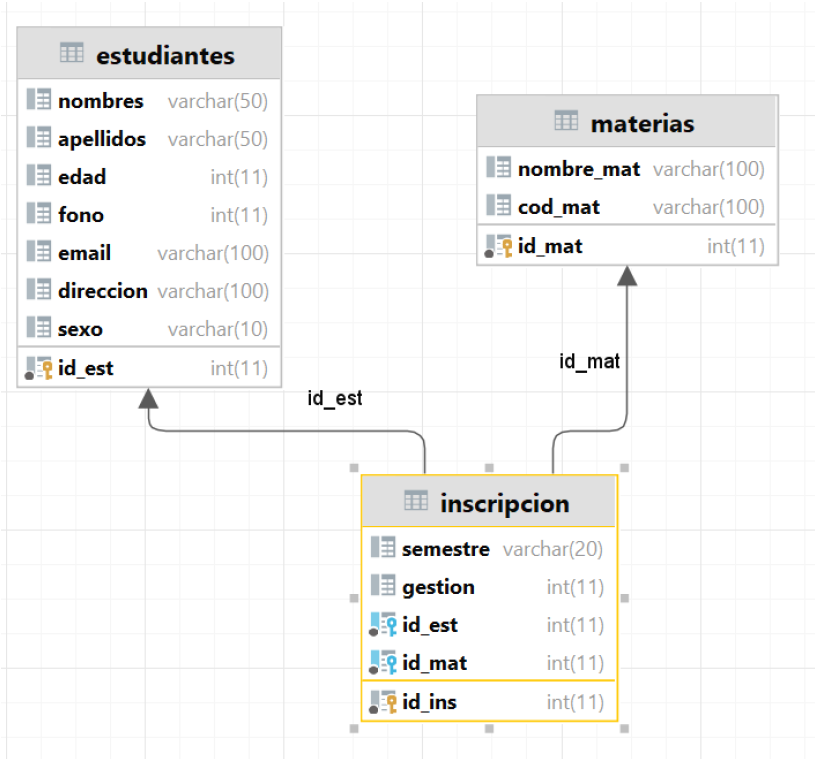 estudiantes
nombres varchar(50)
apellidos varchar(50)
edad int(11)
fono int(11)
email varchar(100)
direccion varchar(100)
sexo varchar(10)
id_est int(11)
materias
nombre_mat varchar(100)
cod_mat varchar(100)
id_mat int(11)
id_est
id_mat
inscripcion
semestre varchar(20)
gestion int(11)
id_est int(11)
id_mat int(11)
id_ins int(11)